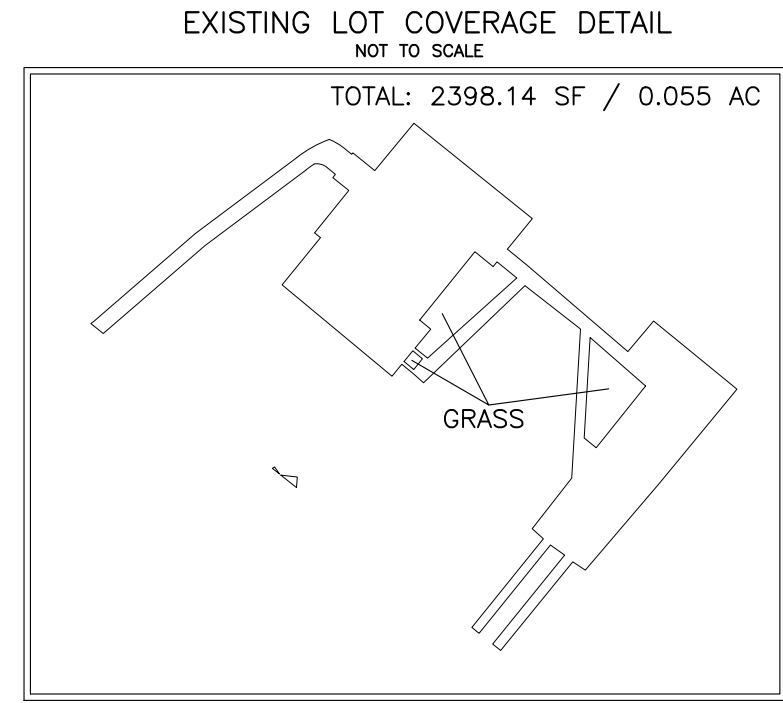 EXISTING LOT COVERAGE DETAIL
NOT TO SCALE
TOTAL: 2398.14 SF / 0.055 AC
GRASS